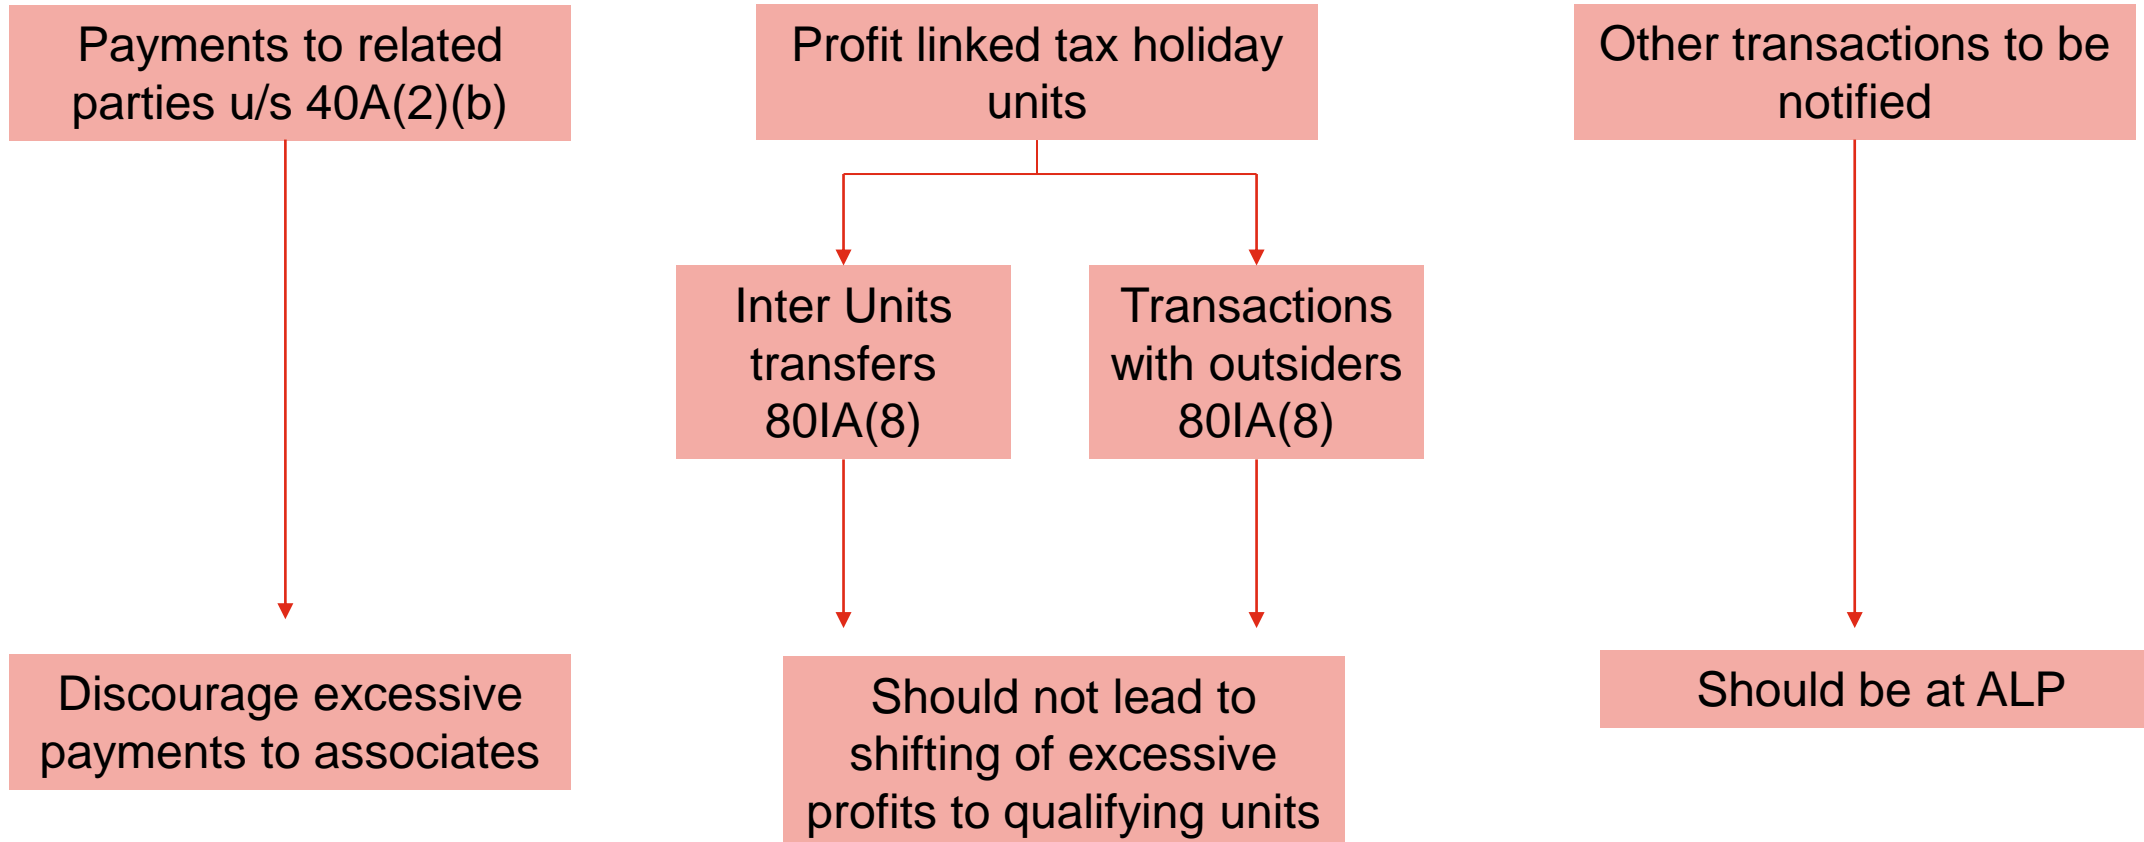 Payments to related
parties u/s 40A(2)(b)
Profit linked tax holiday
units
Other transactions to be
notified
Inter Units
transfers
80IA(8)
Transactions
with outsiders
80IA(8)
Discourage excessive
payments to associates
Should not lead to
shifting of excessive
profits to qualifying units
Should be at ALP